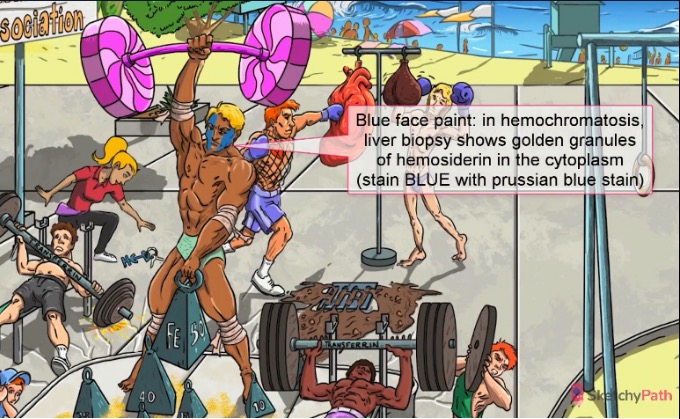 sociation
Blue face paint: in hemochromatosis,
liver biopsy shows golden granules
of hemosiderin in the cytoplasm
(stain BLUE with prussian blue stain)
FE 50
TRANSFERRIN
40
10
SketchyPath